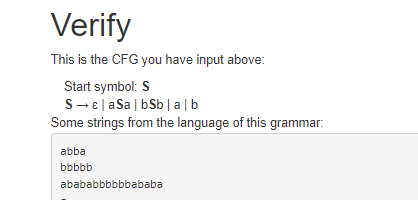 Verify
This is the CFG you have input above:
Start symbol: S
S → ε | aSa | bSb | a | b
Some strings from the language of this grammar:
abba
bbbbb
abababbbbbbababa